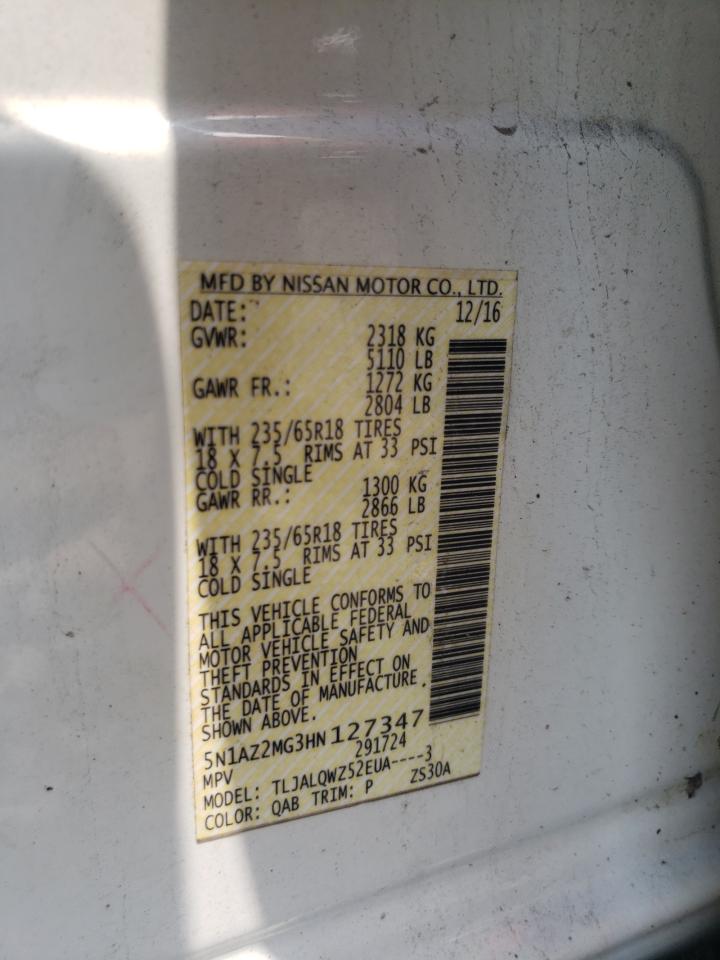 MFD BY NISSAN MOTOR CO., LTD.
DATE: 12/16
GVWR: 2318 KG
5110 LB
GAWR FR.: 1272 KG
2804 LB
WITH 235/65R18 TIRES
18 X 7.5 RIMS AT 33 PSI
COLD SINGLE
GAWR RR.: 1300 KG
2866 LB
WITH 235/65R18 TIRES
18 X 7.5 RIMS AT 33 PSI
COLD SINGLE
THIS VEHICLE CONFORMS TO
ALL APPLICABLE FEDERAL
MOTOR VEHICLE SAFETY AND
THEFT PREVENTION
STANDARDS IN EFFECT ON
THE DATE OF MANUFACTURE
SHOWN ABOVE.
5N1AZ2MG3HN127347
MPV 291724
MODEL: TLJALQWZ52EUA----3
COLOR: QAB TRIM: P ZS30A